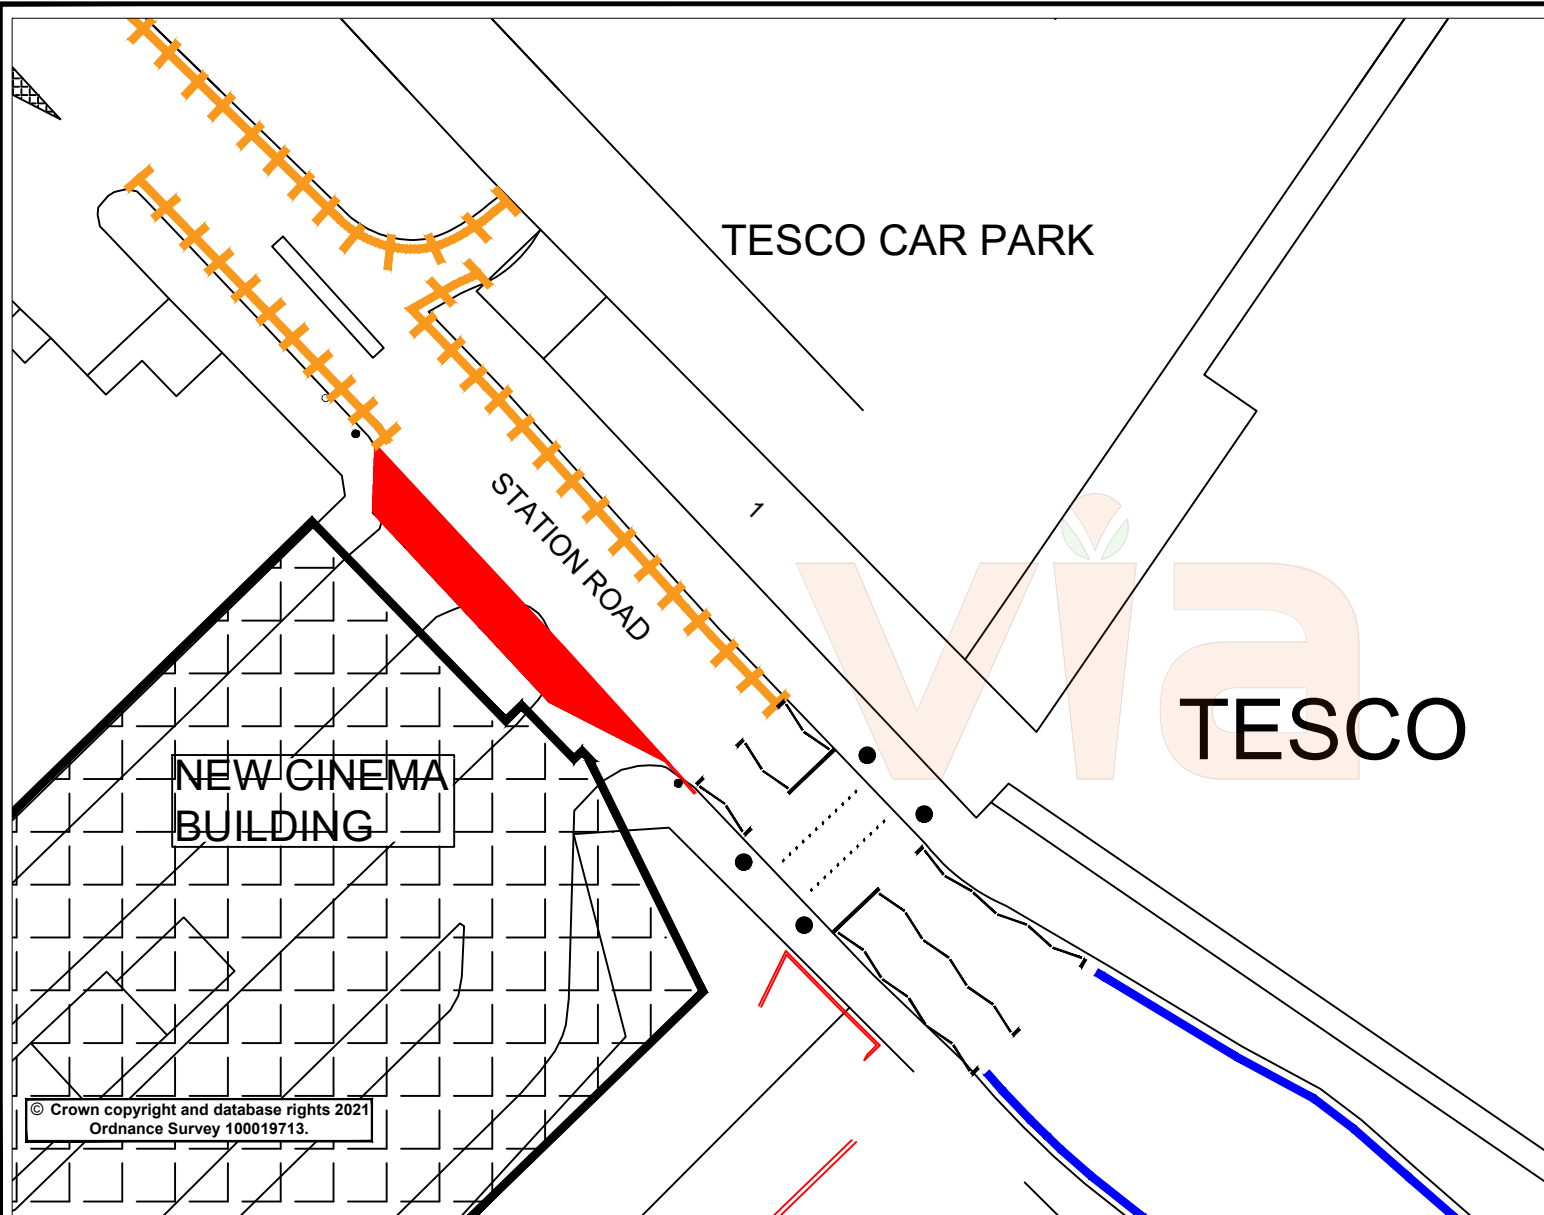 TESCO CAR PARK
STATION ROAD
1
via
TESCO
NEW CINEMA
BUILDING
© Crown copyright and database rights 2021
Ordnance Survey 100019713.